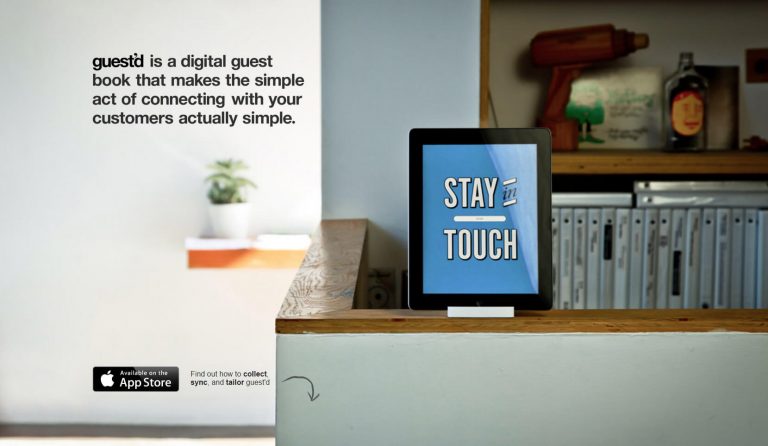 guest'd is a digital guest
book that makes the simple
act of connecting with your
customers actually simple.
STAY in
TOUCH
Available on the
App Store
Find out how to collect,
sync, and tailor guest'd